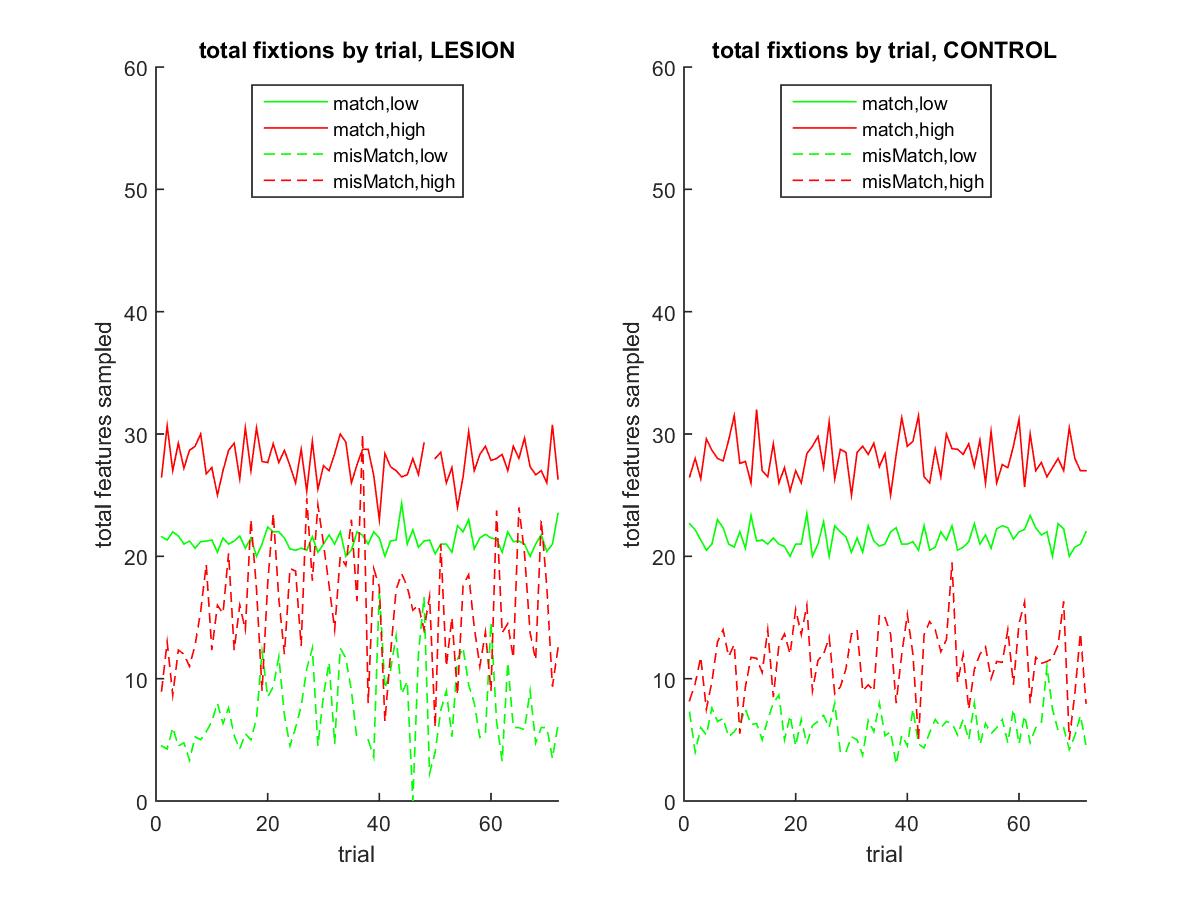 total fixtions by trial, LESION
60
50
40
30
20
10
0
total features sampled
match,low
match,high
misMatch,low
misMatch,high
0 20 40 60
trial
total fixtions by trial, CONTROL
60
50
40
30
20
10
0
total features sampled
match,low
match,high
misMatch,low
misMatch,high
0 20 40 60
trial